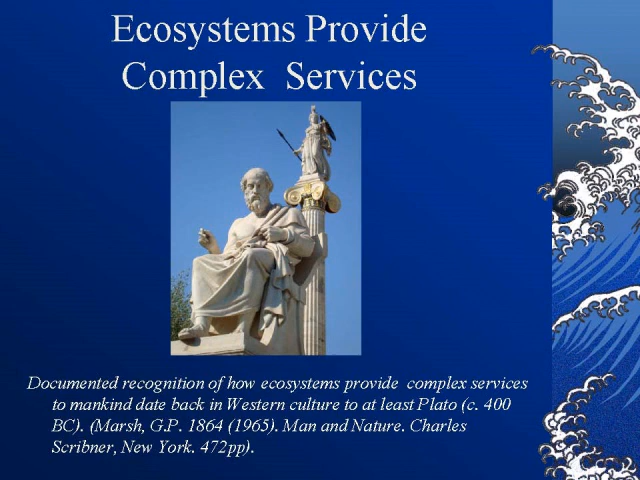 Ecosystems Provide
Complex Services
Documented recognition of how ecosystems provide complex services
to mankind date back in Western culture to at least Plato (c. 400
BC). (Marsh, G.P. 1864 (1965). Man and Nature. Charles
Scribner, New York. 472pp).